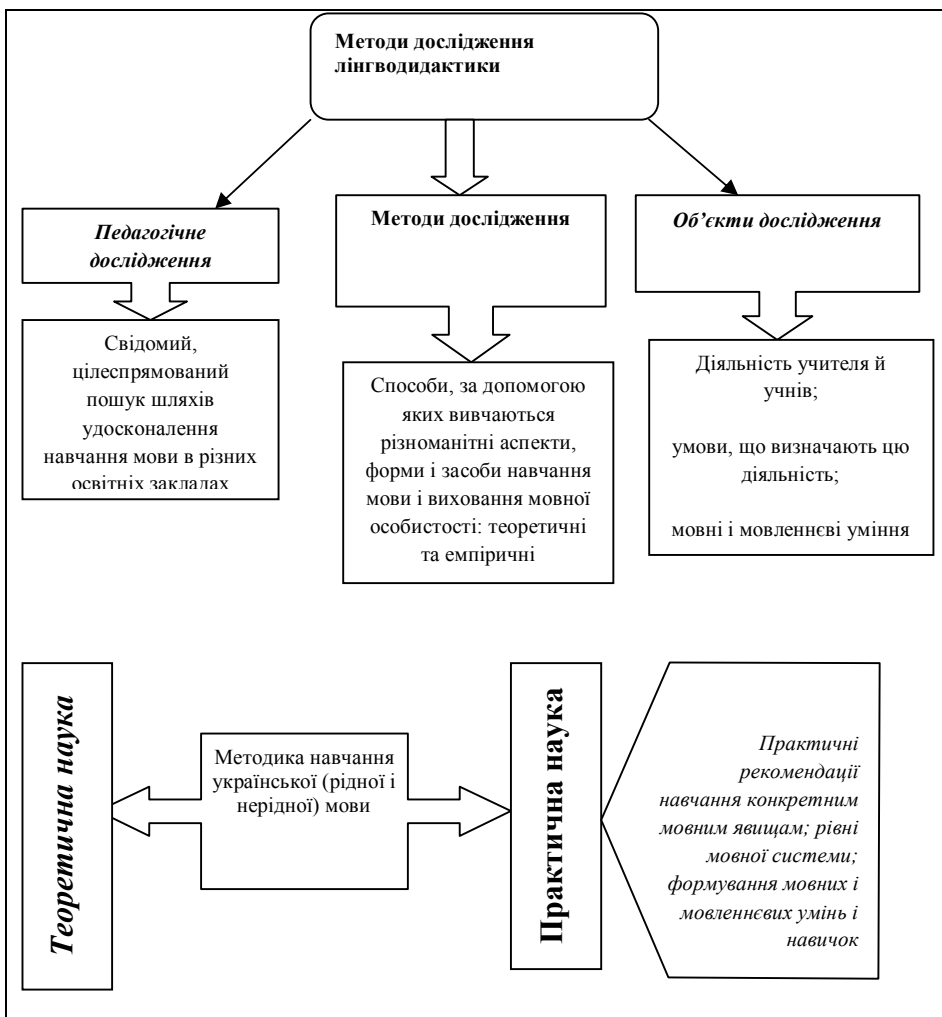 Методи дослідження
лінгводидактики
Педагогічне
дослідження
Методи дослідження
Об’єкти дослідження
Свідомий,
цілеспрямований
пошук шляхів
удосконалення
навчання мови в різних
освітніх закладах
Способи, за допомогою
яких вивчаються
різноманітні аспекти,
форми і засоби навчання
мови і виховання мовної
особистості: теоретичні
та емпіричні
Діяльність учителя й
учнів;
умови, що визначають цю
діяльність;
мовні і мовленнєві уміння
Теоретична наука
Методика навчання
української (рідної і
нерідної) мови
Практична наука
Практичні
рекомендації
навчання конкретним
мовним явищам; рівні
мовної системи;
формування мовних і
мовленнєвих умінь і
навичок